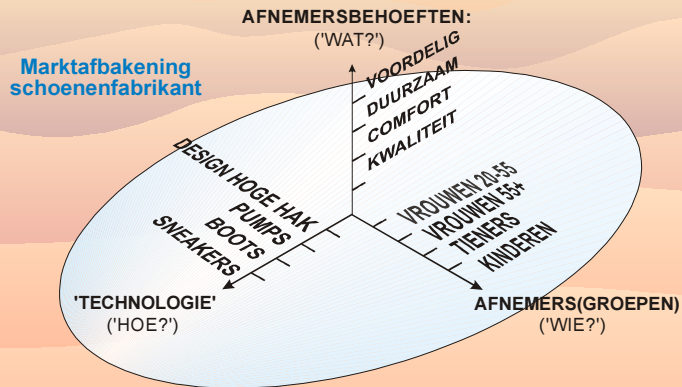 AFNEMERSBEHOEFTEN:
('WAT?')
Marktafbakening
schoenenfabrikant
VOORDELIG
DUURZAAM
COMFORT
KWALITEIT
DESIGN HOGE HAK
PUMPS
BOOTS
SNEAKERS
VROUWEN 20-55
VROUWEN 55+
TIENERS
KINDEREN
'TECHNOLOGIE'
('HOE?')
AFNEMERS(GROEPEN)
('WIE?')